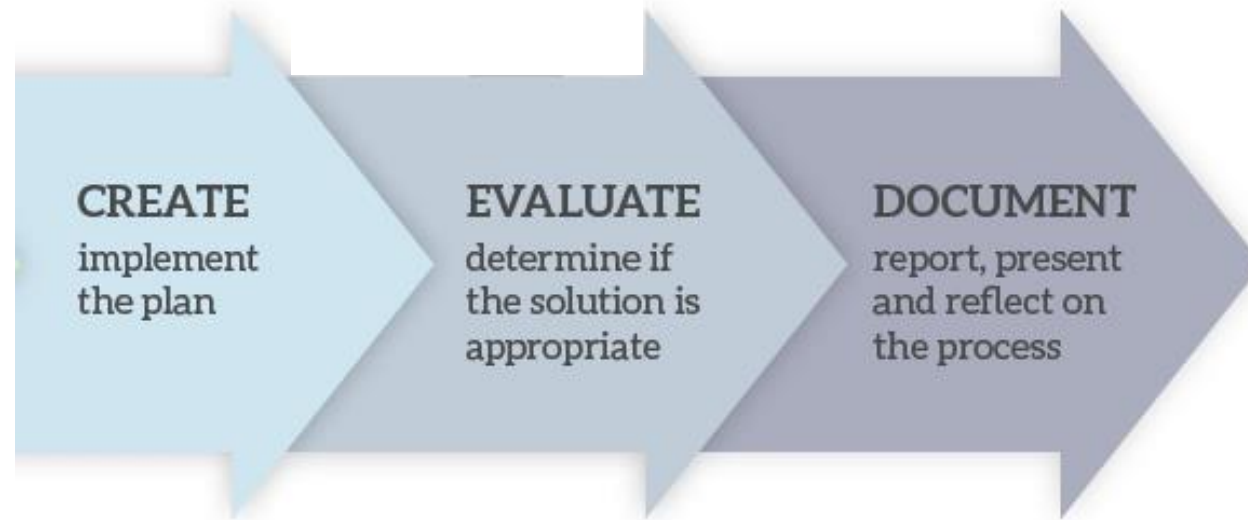 CREATE
implement
the plan
EVALUATE
determine if
the solution is
appropriate
DOCUMENT
report, present
and reflect on
the process